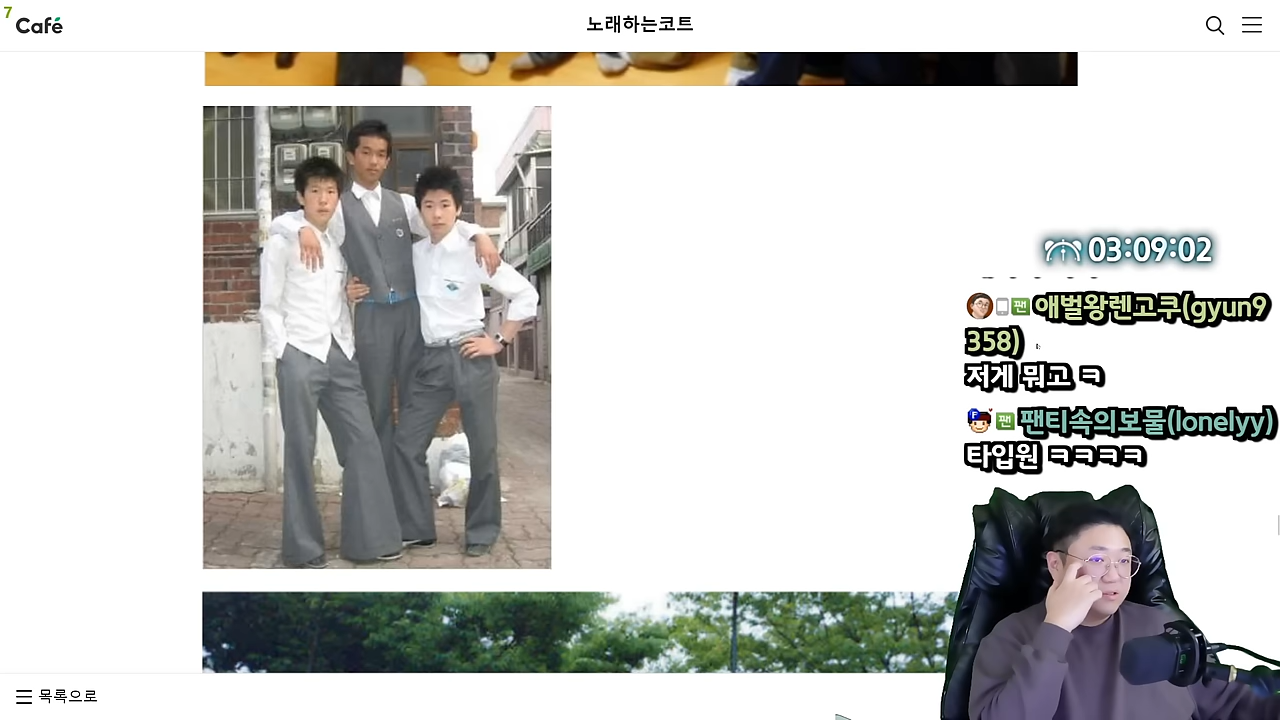 7
Café
노래하는코트
03:09:02
팬 애벌왕렌고쿠(gyun9
358)
저게 뭐고 ㅋ
F 팬 팬티속의보물(lonelyy)
타입원 ㅋㅋㅋㅋ
목록으로